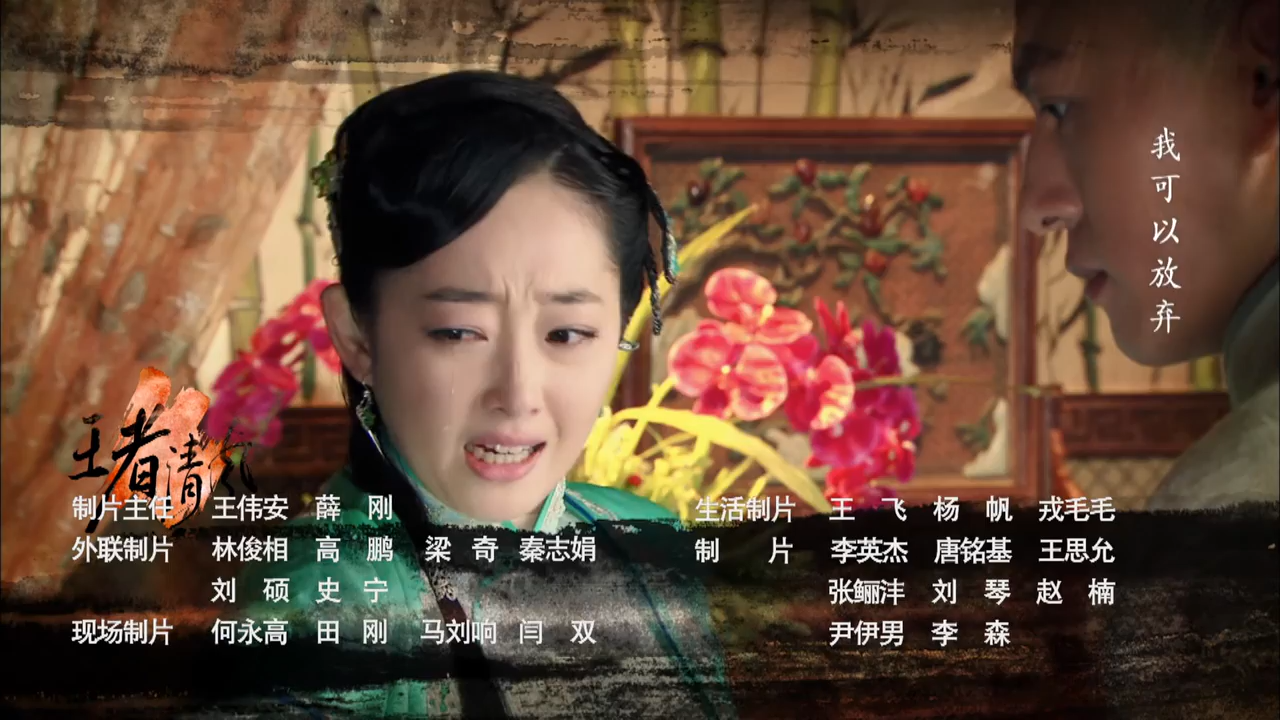 我可以放弃
王者清风
制片主任 王伟安 薛 刚
外联制片 林俊相 高 鹏 梁 奇 秦志娟
刘 硕 史 宁
现场制片 何永高 田 刚 马刘响 闫 双
生活制片 王 飞 杨 帆 戎毛毛
制 片 李英杰 唐铭基 王思允
张鲡沣 刘 琴 赵 楠
尹伊男 李 森